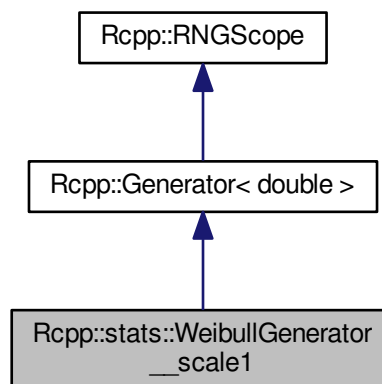 Rcpp::RNGScope
Rcpp::Generator< double >
Rcpp::stats::WeibullGenerator
__scale1